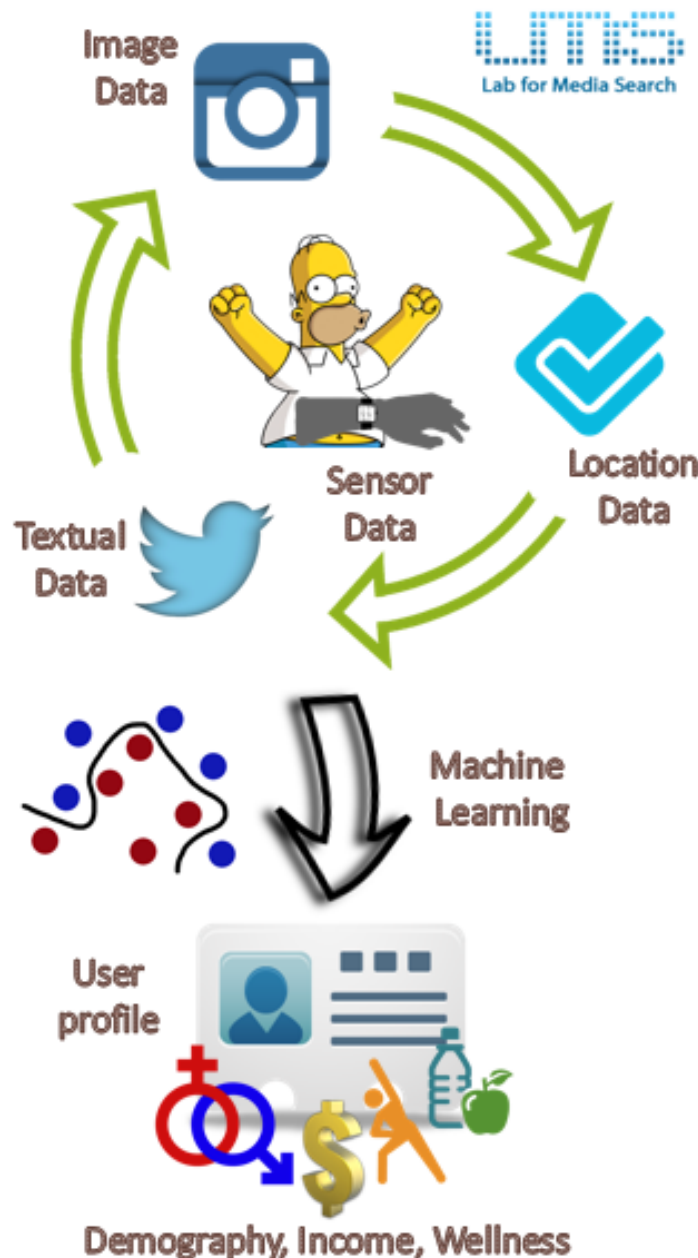 Image
Data
LMS
Lab for Media Search
Location
Data
Sensor
Data
Textual
Data
Machine
Learning
User
profile
$
Demography, Income, Wellness